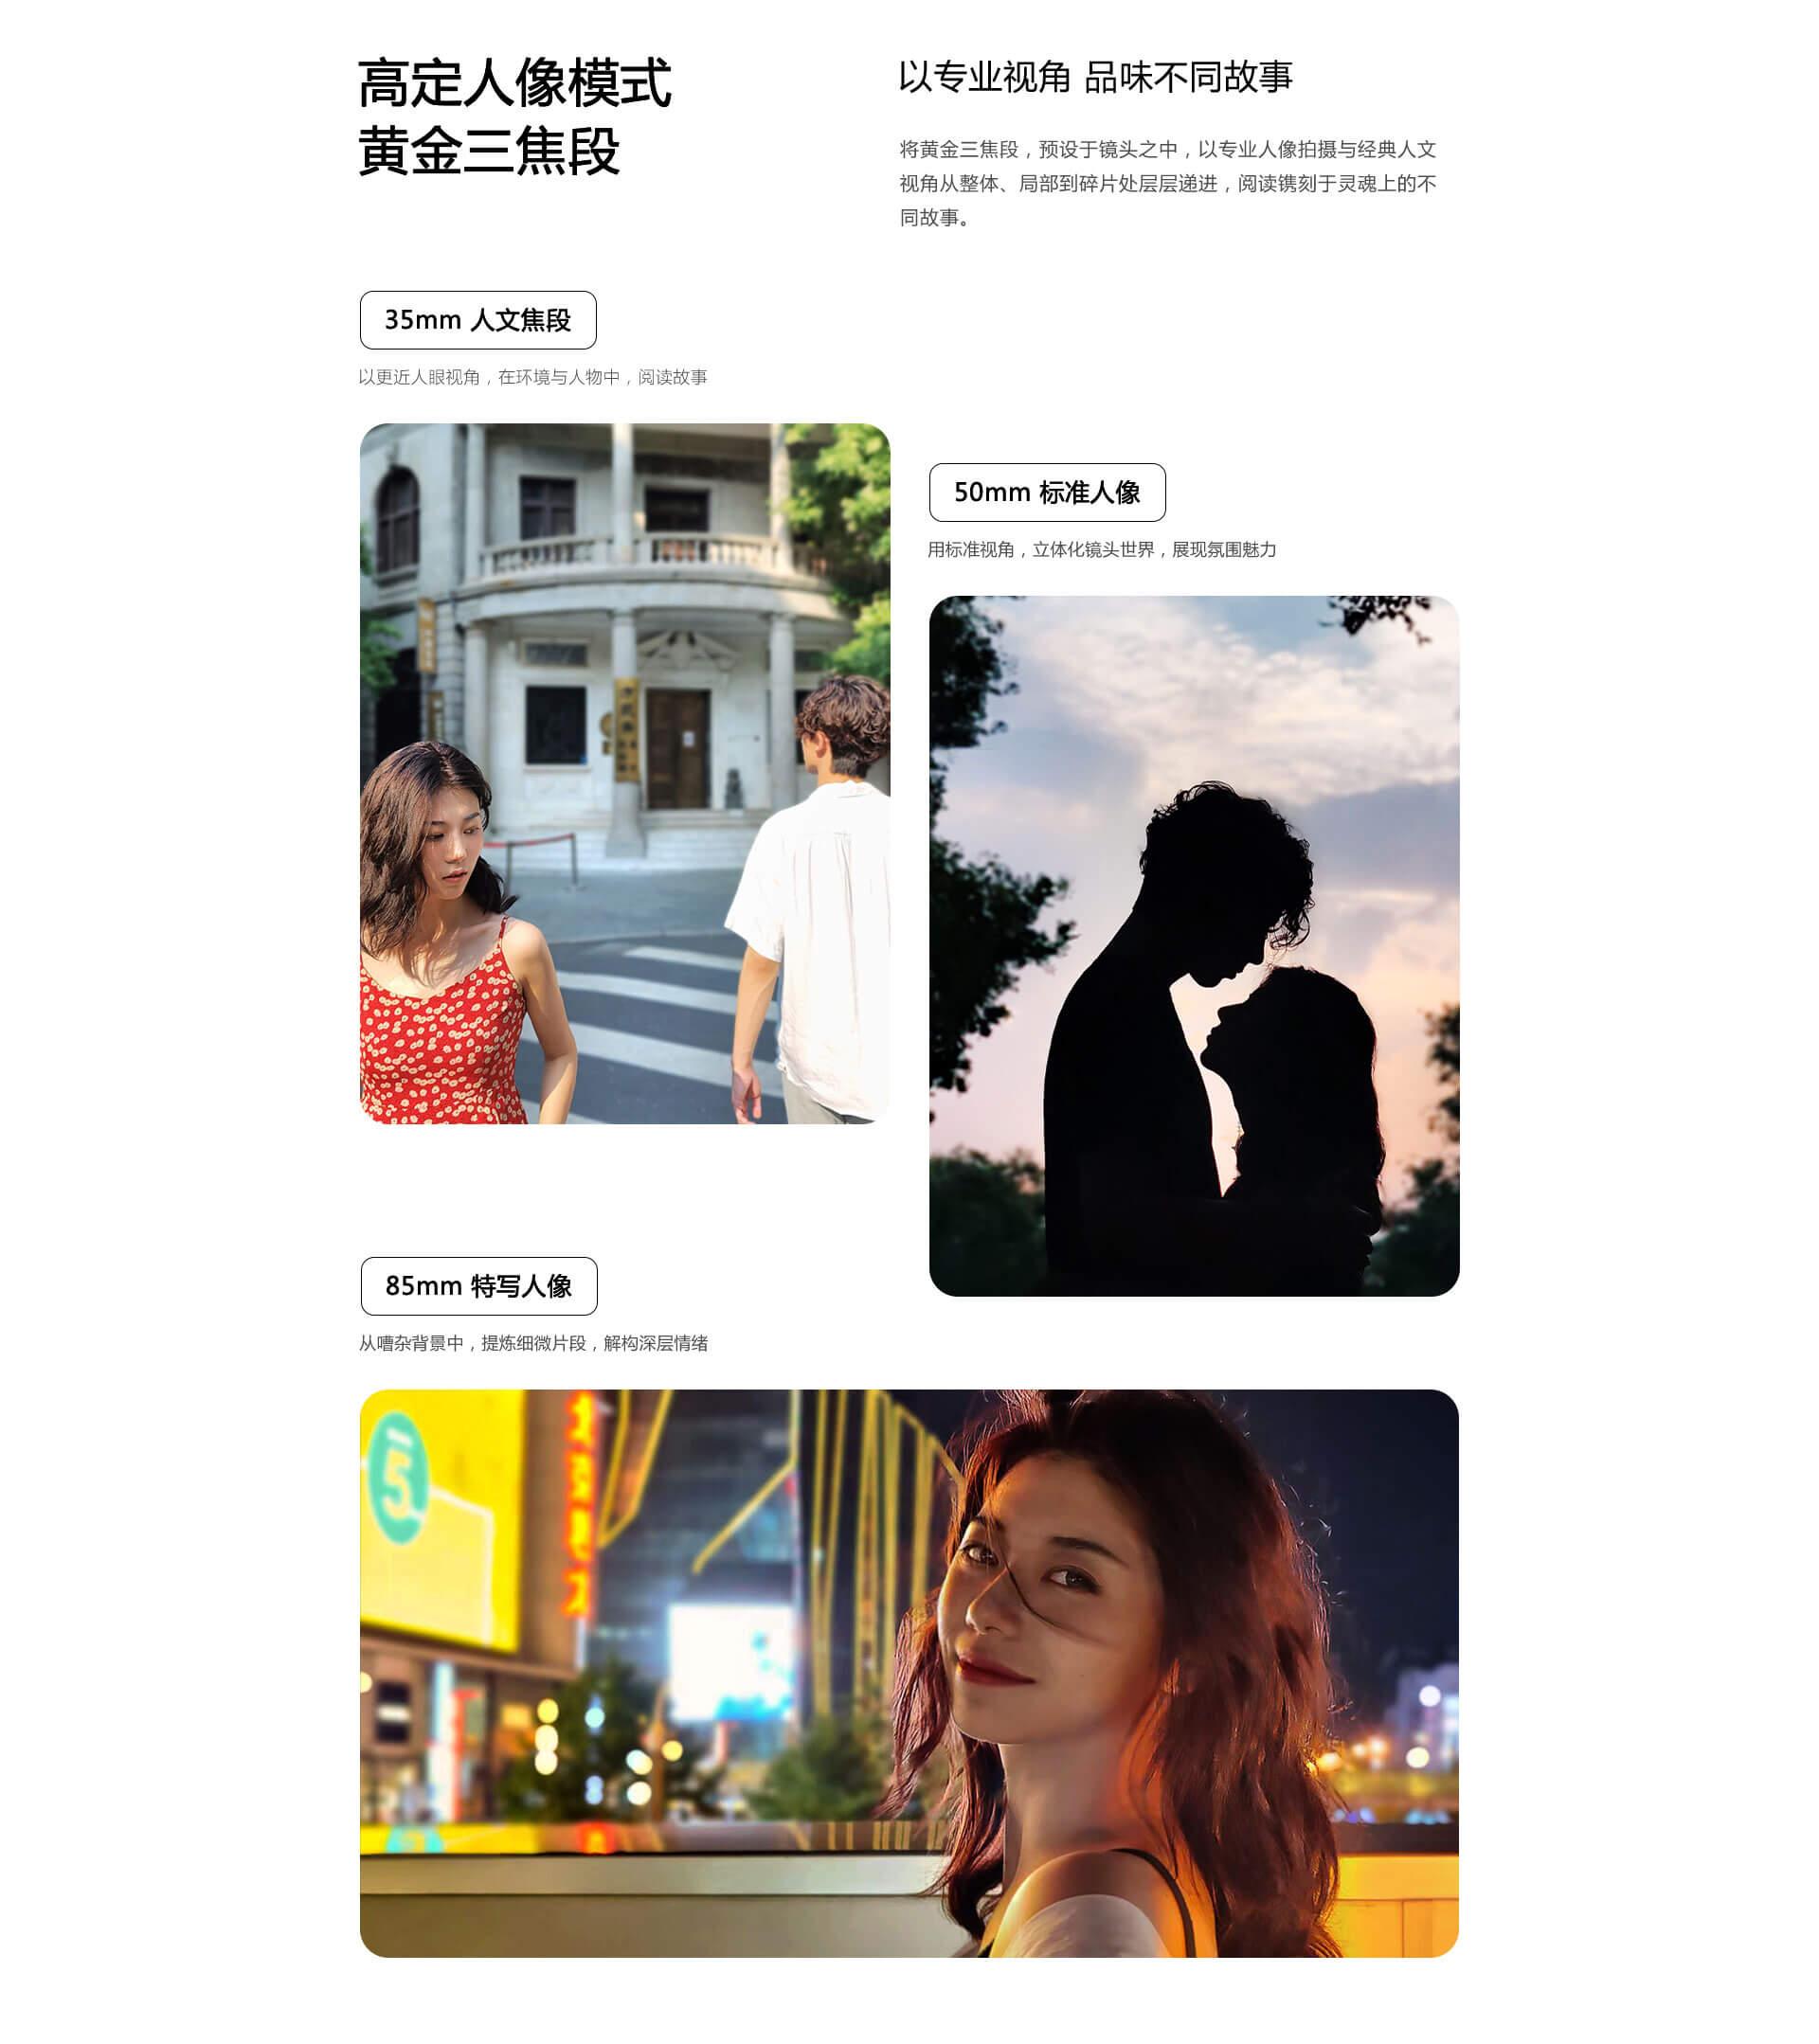 高定人像模式
黄金三焦段
以专业视角 品味不同故事
将黄金三焦段，预设于镜头之中，以专业人像拍摄与经典人文
视角从整体、局部到碎片处层层递进，阅读镌刻于灵魂上的不
同故事。
35mm 人文焦段
以更近人眼视角，在环境与人物中，阅读故事
50mm 标准人像
用标准视角，立体化镜头世界，展现氛围魅力
85mm 特写人像
从嘈杂背景中，提炼细微片段，解构深层情绪
5